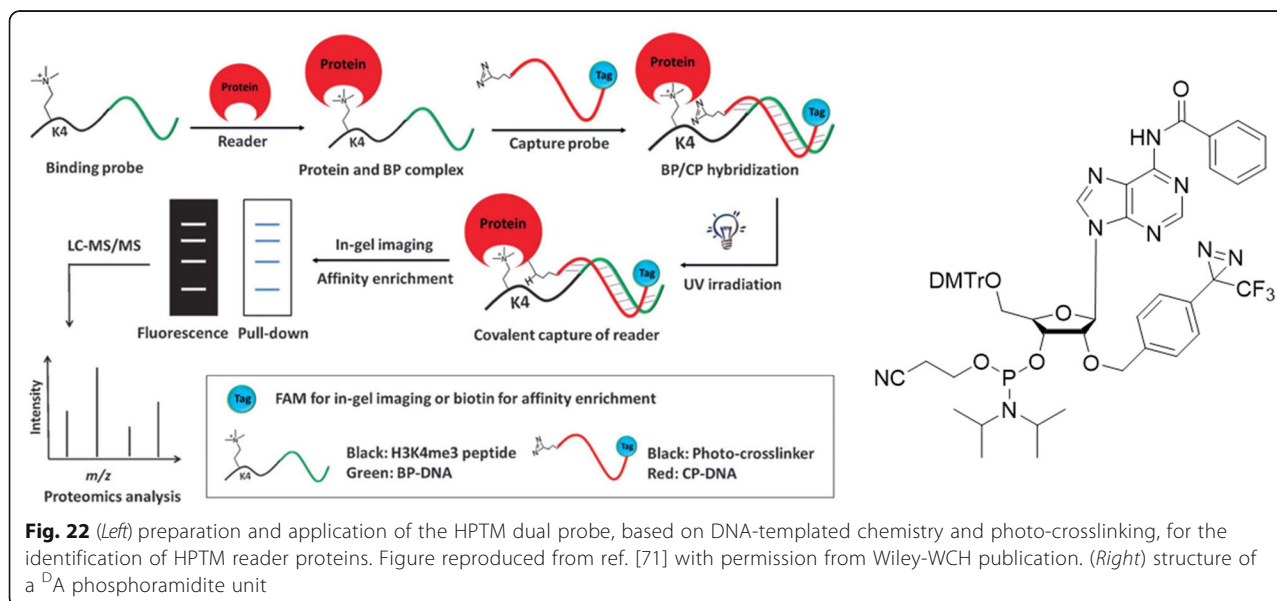 Protein
Protein
Protein
Tag
Tag
K4
K4
K4
Reader
Capture probe
Binding probe
Protein and BP complex
BP/CP hybridization
LC-MS/MS
In-gel imaging
Affinity enrichment
Protein
H
K4
Tag
UV irradiation
Fluorescence
Pull-down
Covalent capture of reader
Intensity
m/z
Proteomics analysis
Tag
FAM for in-gel imaging or biotin for affinity enrichment
K4
Black: H3K4me3 peptide
Green: BP-DNA
Tag
Black: Photo-crosslinker
Red: CP-DNA
O
NH
N
N
N
N
N=N
CF3
DMTrO
O
O
O
NC
O
P
N
Fig. 22 (Left) preparation and application of the HPTM dual probe, based on DNA-templated chemistry and photo-crosslinking, for the
identification of HPTM reader proteins. Figure reproduced from ref. [71] with permission from Wiley-WCH publication. (Right) structure of
a DA phosphoramidite unit